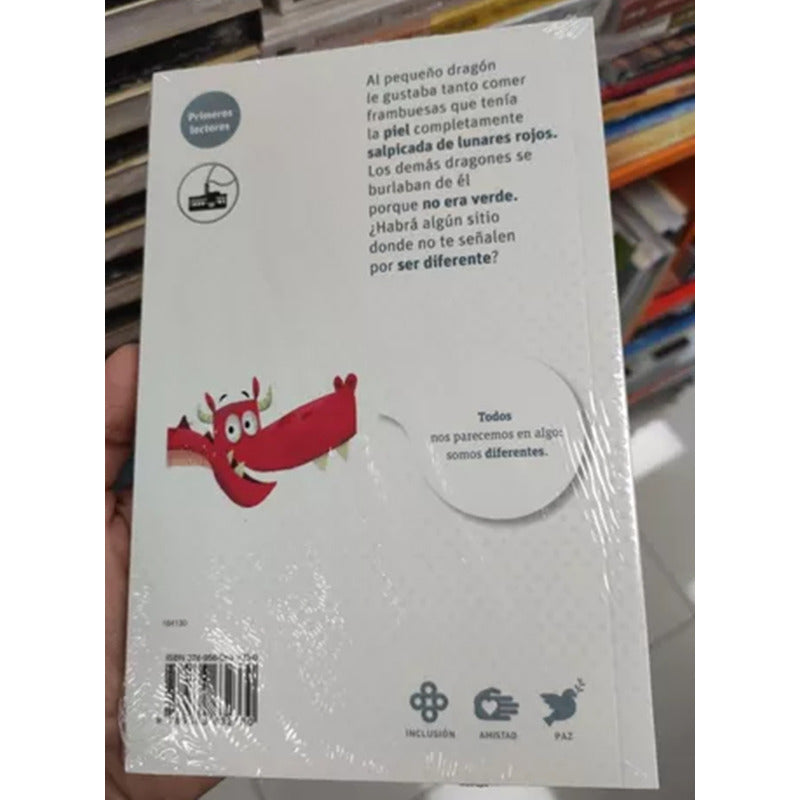 Primeros
lectores
Al pequeño dragón
le gustaba tanto comer
frambuesas que tenía
la piel completamente
salpicada de lunares rojos.
Los demás dragones se
burlaban de él
porque no era verde.
¿Habrá algún sitio
donde no te señalen
por ser diferente?
Todos
nos parecemos en algo:
somos diferentes.
184130
ISBN
INCLUSIÓN
AMISTAD
PAZ